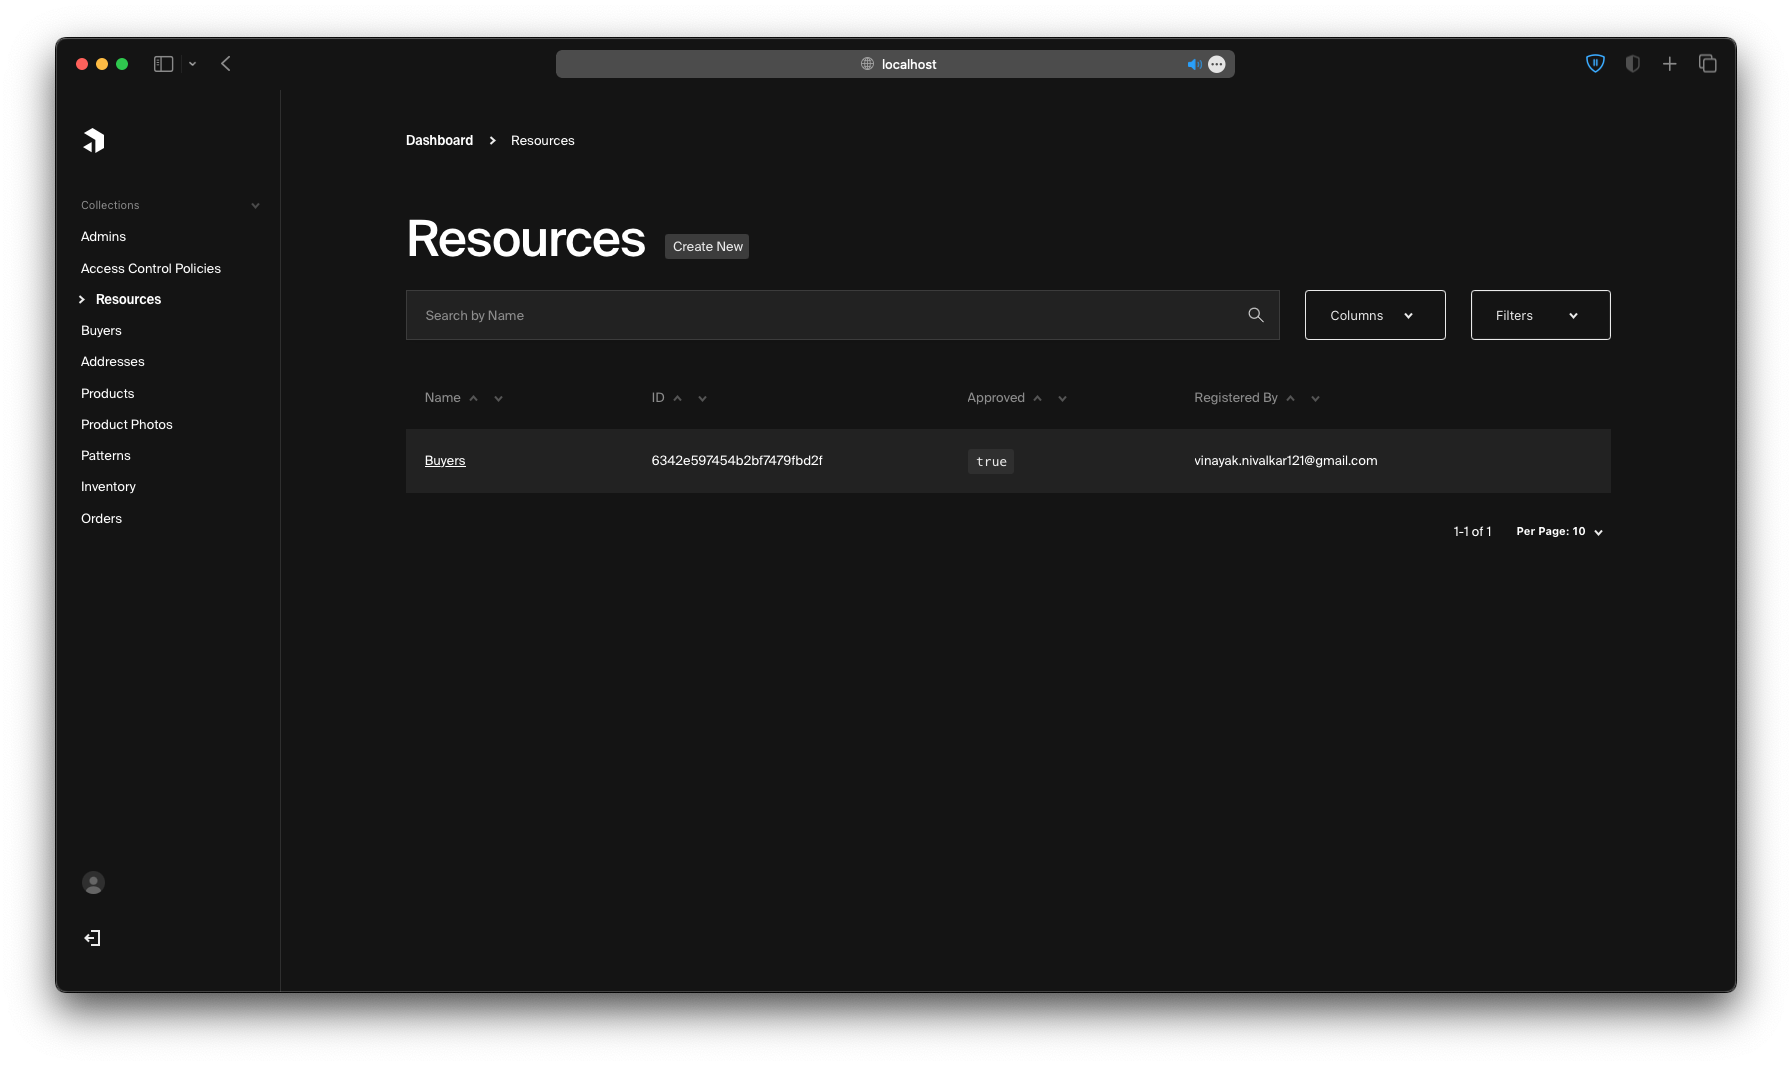 localhost
Dashboard > Resources
Collections
Admins
Access Control Policies
Resources
Buyers
Addresses
Products
Product Photos
Patterns
Inventory
Orders
Resources Create New
Search by Name
Columns
Filters
Name ID Approved Registered By
Buyers 6342e597454b2bf7479fbd2f true vinayak.nivalkar121@gmail.com
1-1 of 1 Per Page: 10